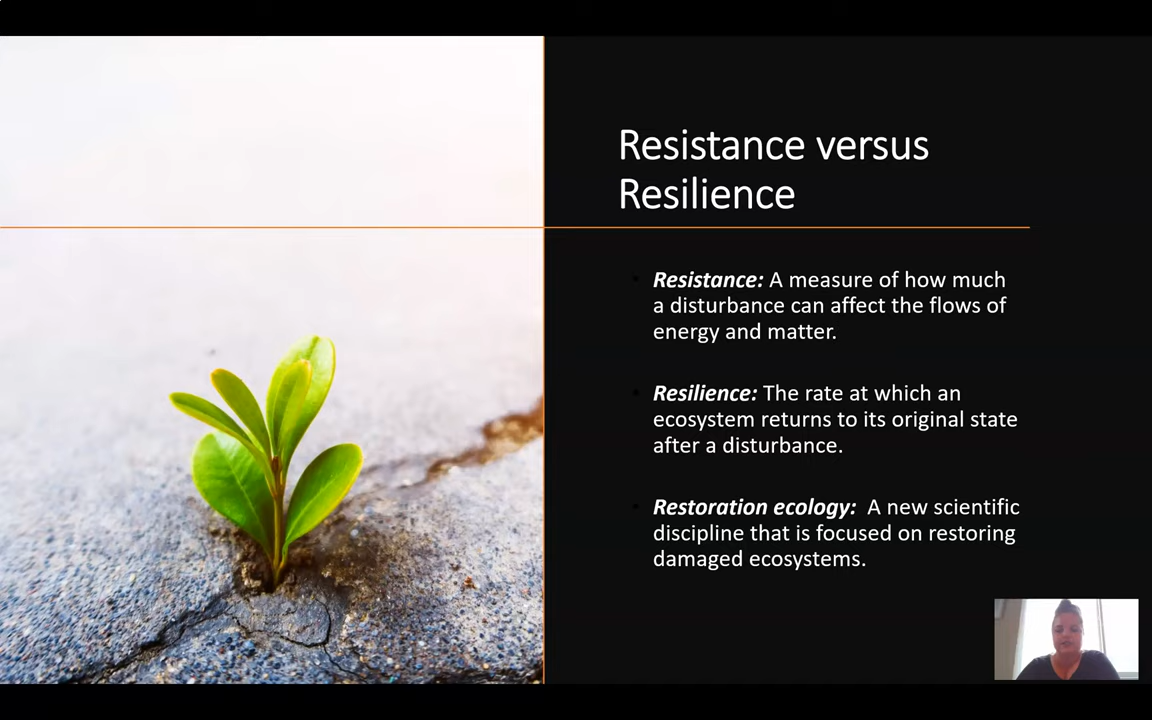 Resistance versus
Resilience
Resistance: A measure of how much
a disturbance can affect the flows of
energy and matter.
Resilience: The rate at which an
ecosystem returns to its original state
after a disturbance.
Restoration ecology:  A new scientific
discipline that is focused on restoring
damaged ecosystems.